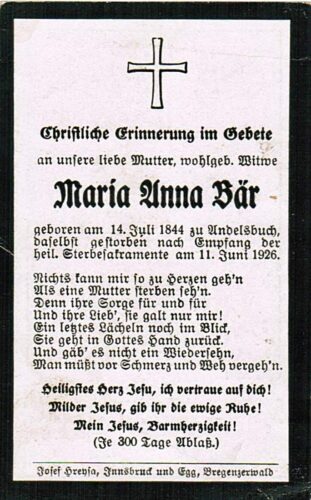 Christliche Erinnerung im Gebete
an unsere liebe Mutter, wohlgeb. Witwe
Maria Anna Bär
geboren am 14. Juli 1844 zu Andelsbuch,
daselbst gestorben nach Empfang der
heil. Sterbesakramente am 11. Juni 1926.
Nichts kann mir so zu Herzen geh'n
Als eine Mutter sterben seh'n.
Denn ihre Sorge für und für
Und ihre Lieb', sie galt nur mir!
Ein letztes Lächeln noch im Blick,
Sie geht in Gottes Hand zurück.
Und gäb' es nicht ein Wiedersehn,
Man müßt vor Schmerz und Weh vergeh'n.
Heiligstes Herz Jesu, ich vertraue auf dich!
Milder Jesus, gib ihr die ewige Ruhe!
Mein Jesus, Barmherzigkeit!
(Je 300 Tage Ablaß.)
Josef Hreysa, Innsbruck und Egg, Bregenzerwald